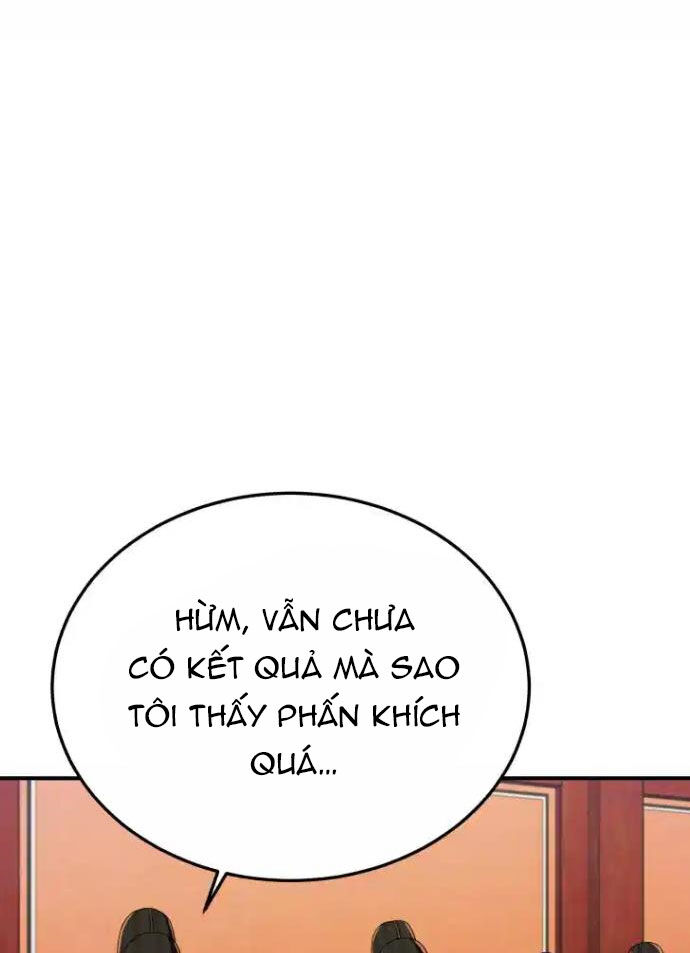 HỪM, VẪN CHƯA
CÓ KẾT QUẢ MÀ SAO
TÔI THẤY PHẤN KHÍCH
QUÁ...